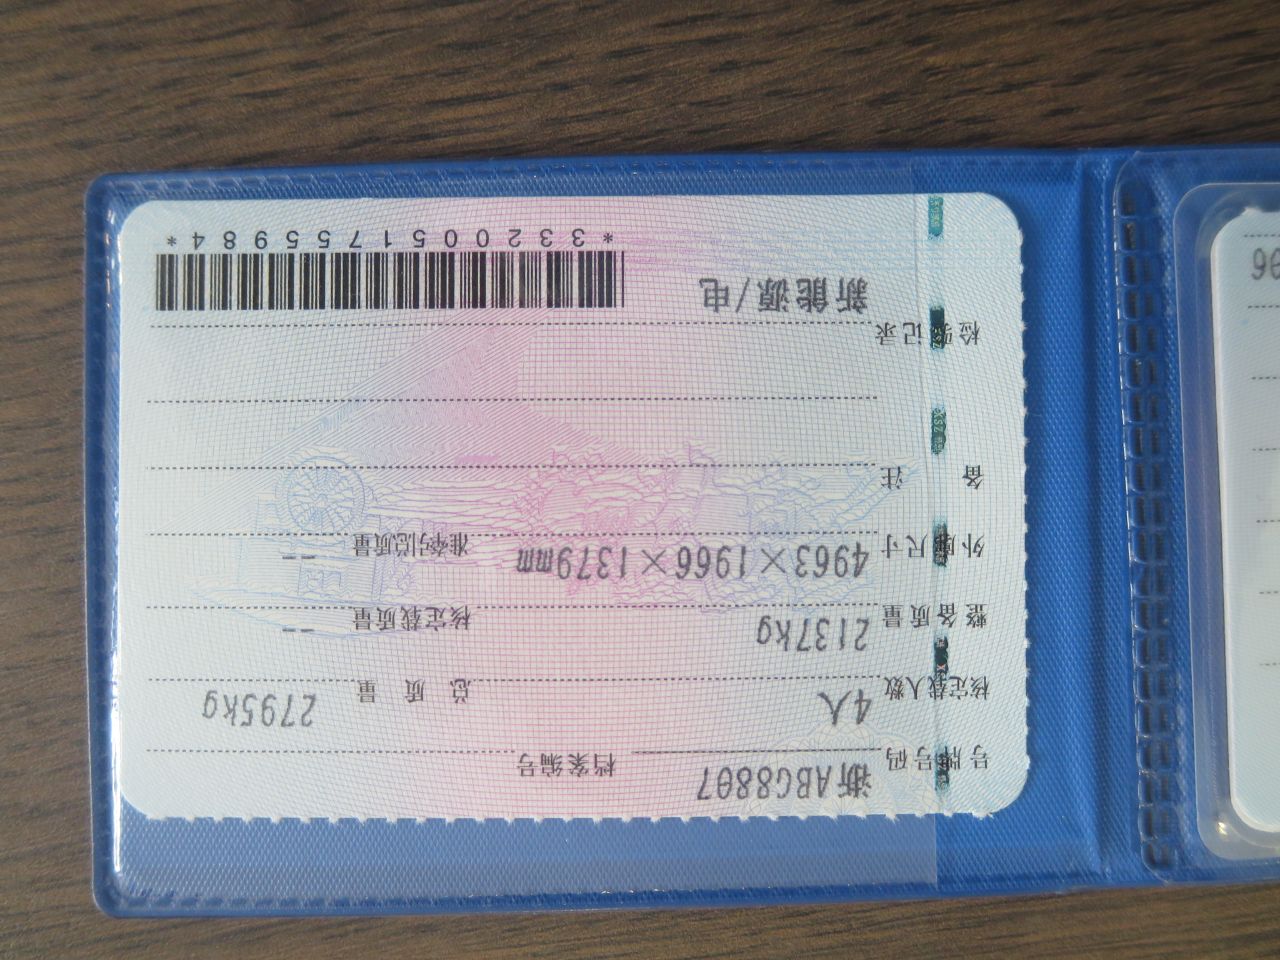 号牌号码 浙ABG8807 档案编号
核定载人数 4人 总质量 2795kg
整备质量 2137kg 核定载质量 --
外廓尺寸 4963×1966×1379mm 准牵引总质量 --
备注
检验记录
新能源/电
*3320051755984*
96